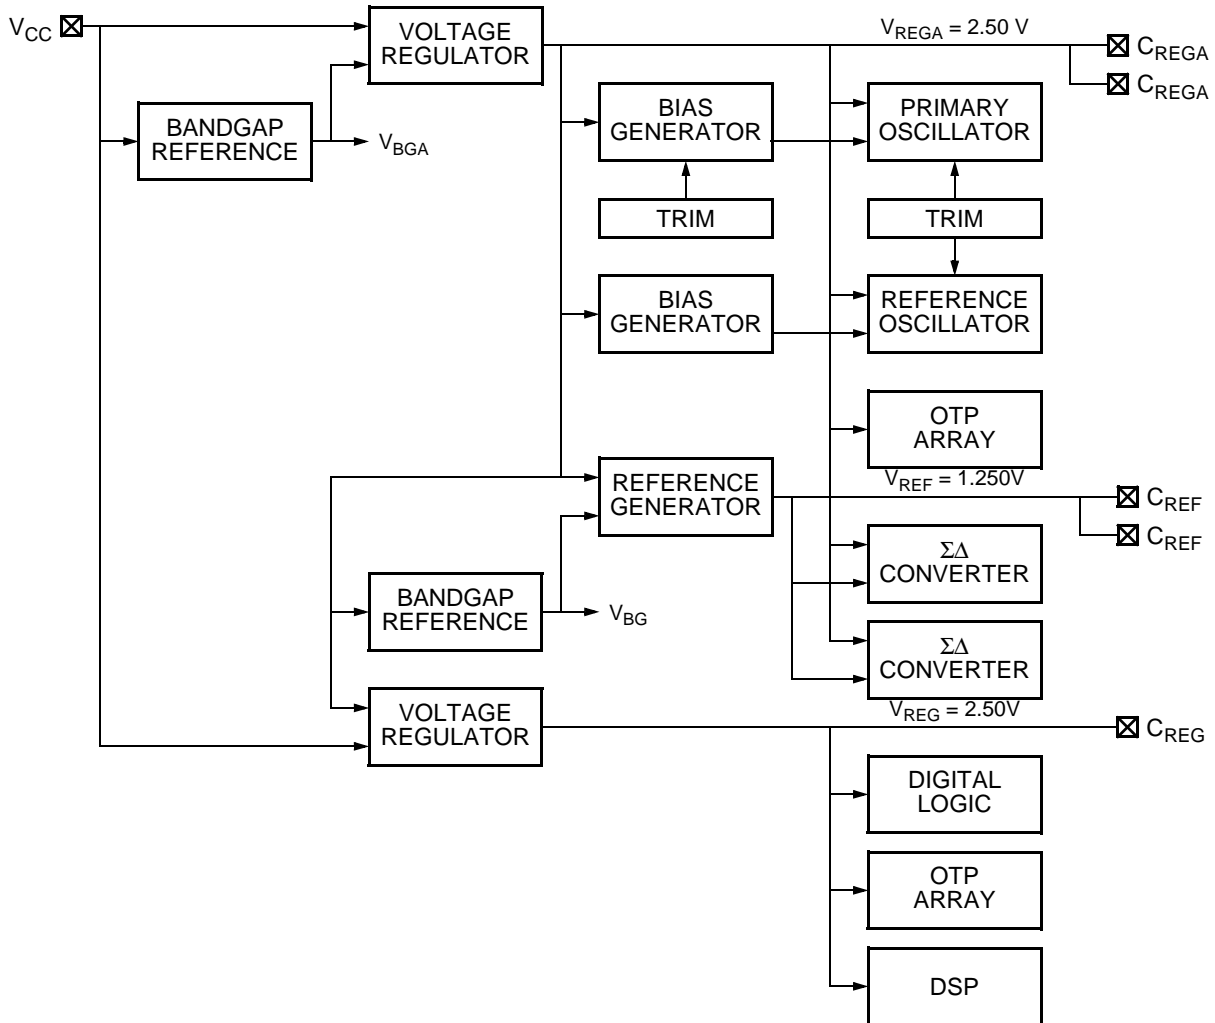 VCC
VOLTAGE
REGULATOR
VREGA = 2.50 V
CREGA
CREGA
BANDGAP
REFERENCE
VBGA
BIAS
GENERATOR
PRIMARY
OSCILLATOR
TRIM
TRIM
BIAS
GENERATOR
REFERENCE
OSCILLATOR
OTP
ARRAY
VREF = 1.250V
REFERENCE
GENERATOR
CREF
CREF
ΣΔ
CONVERTER
BANDGAP
REFERENCE
VBG
ΣΔ
CONVERTER
VREG = 2.50V
VOLTAGE
REGULATOR
CREG
DIGITAL
LOGIC
OTP
ARRAY
DSP